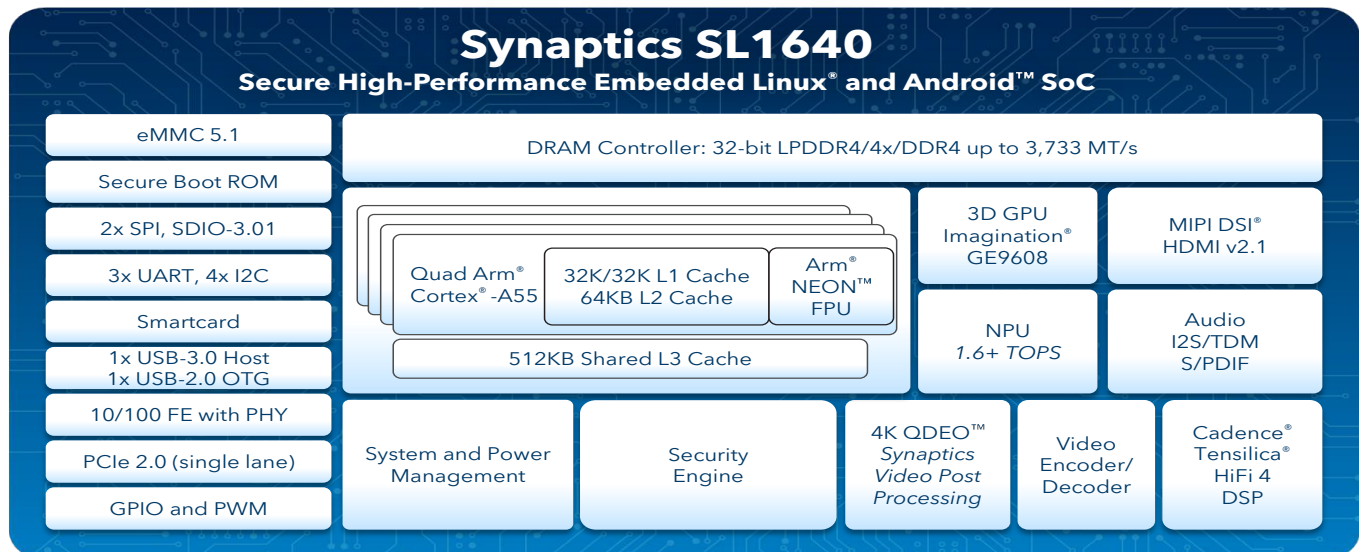 Synaptics SL1640
Secure High-Performance Embedded Linux® and Android™ SoC
eMMC 5.1
Secure Boot ROM
2x SPI, SDIO-3.01
3x UART, 4x I2C
Smartcard
1x USB-3.0 Host
1x USB-2.0 OTG
10/100 FE with PHY
PCIe 2.0 (single lane)
GPIO and PWM
DRAM Controller: 32-bit LPDDR4/4x/DDR4 up to 3,733 MT/s
Quad Arm®
Cortex® -A55
32K/32K L1 Cache
64KB L2 Cache
Arm®
NEON™
FPU
512KB Shared L3 Cache
3D GPU
Imagination®
GE9608
MIPI DSI®
HDMI v2.1
NPU
1.6+ TOPS
Audio
I2S/TDM
S/PDIF
System and Power
Management
Security
Engine
4K QDEO™
Synaptics
Video Post
Processing
Video
Encoder/
Decoder
Cadence®
Tensilica®
HiFi 4
DSP